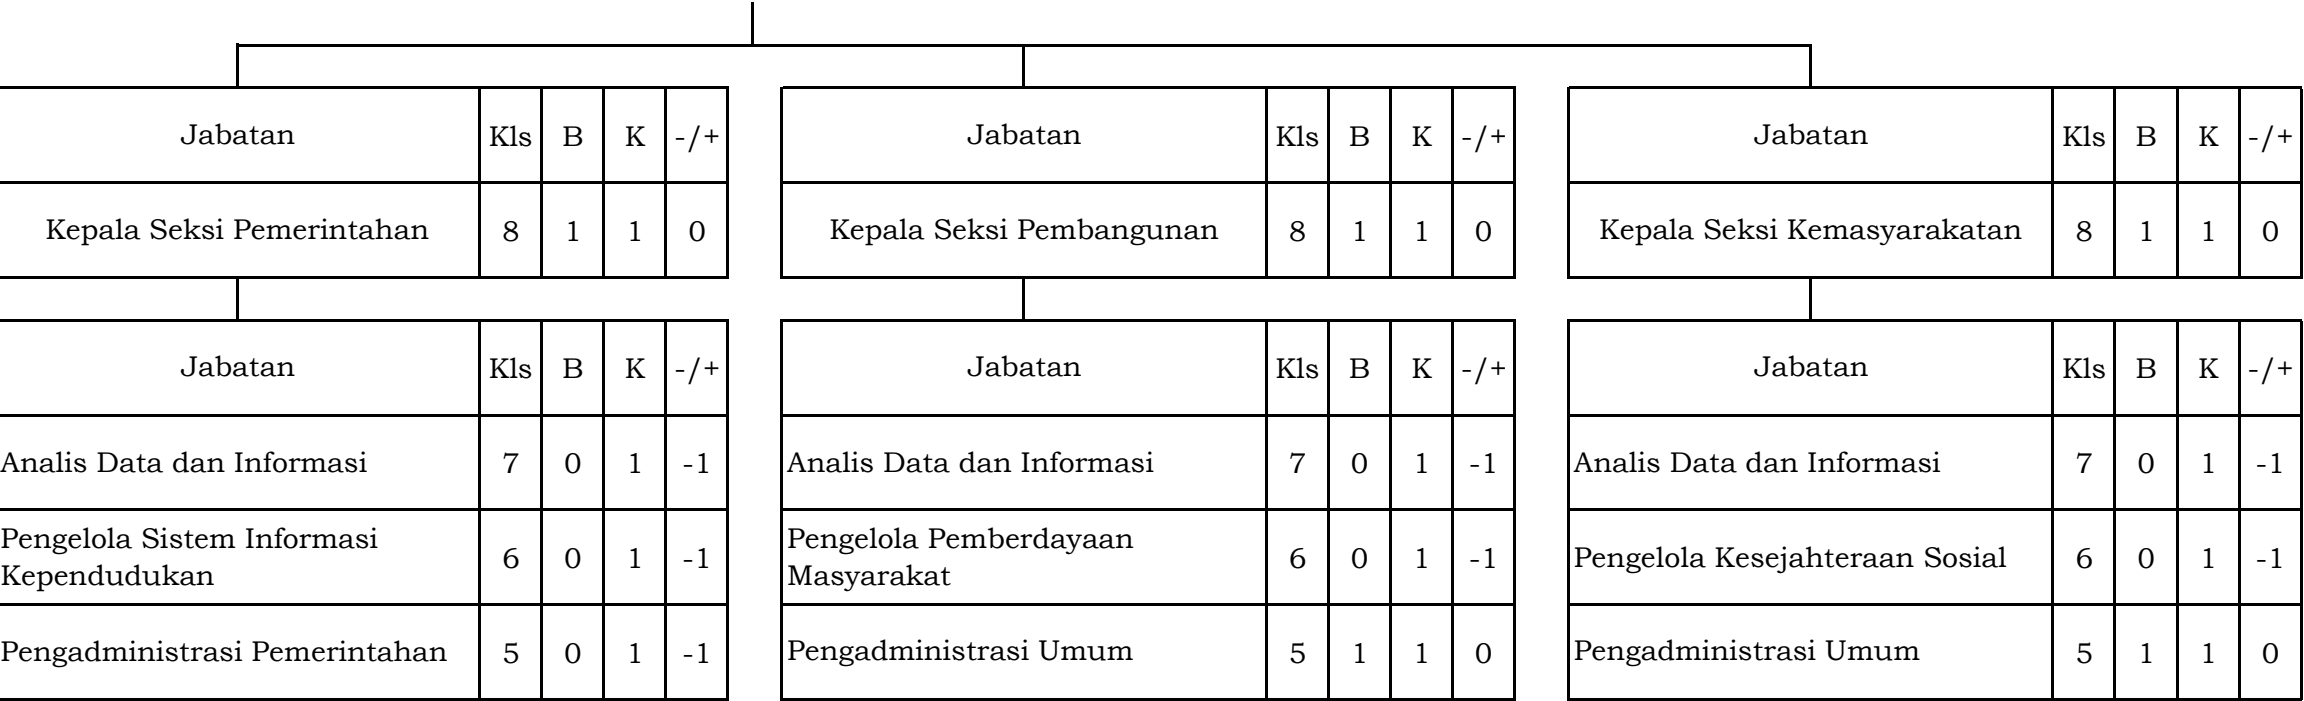 Jabatan Kls B K -/+ Jabatan Kls B K -/+ Jabatan Kls B K -/+
Kepala Seksi Pemerintahan 8 1 1 0 Kepala Seksi Pembangunan 8 1 1 0 Kepala Seksi Kemasyarakatan 8 1 1 0
Jabatan Kls B K -/+ Jabatan Kls B K -/+ Jabatan Kls B K -/+
Analis Data dan Informasi 7 0 1 -1 Analis Data dan Informasi 7 0 1 -1 Analis Data dan Informasi 7 0 1 -1
Pengelola Sistem Informasi
Kependudukan 6 0 1 -1 Pengelola Pemberdayaan
Masyarakat 6 0 1 -1 Pengelola Kesejahteraan Sosial 6 0 1 -1
Pengadministrasi Pemerintahan 5 0 1 -1 Pengadministrasi Umum 5 1 1 0 Pengadministrasi Umum 5 1 1 0